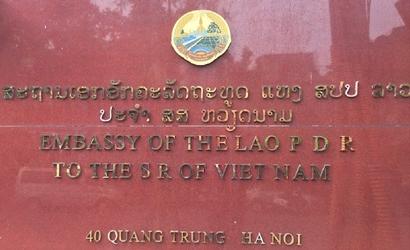 ສະຖານເອກອັກຄະລັດຖະທູດ ແຫ່ງ ສປປ ລາວ
ປະຈຳ ສສ ຫວຽດນາມ
EMBASSY OF THE LAO P D R
TO THE S R OF VIET NAM
40 QUANG TRUNG HA NOI